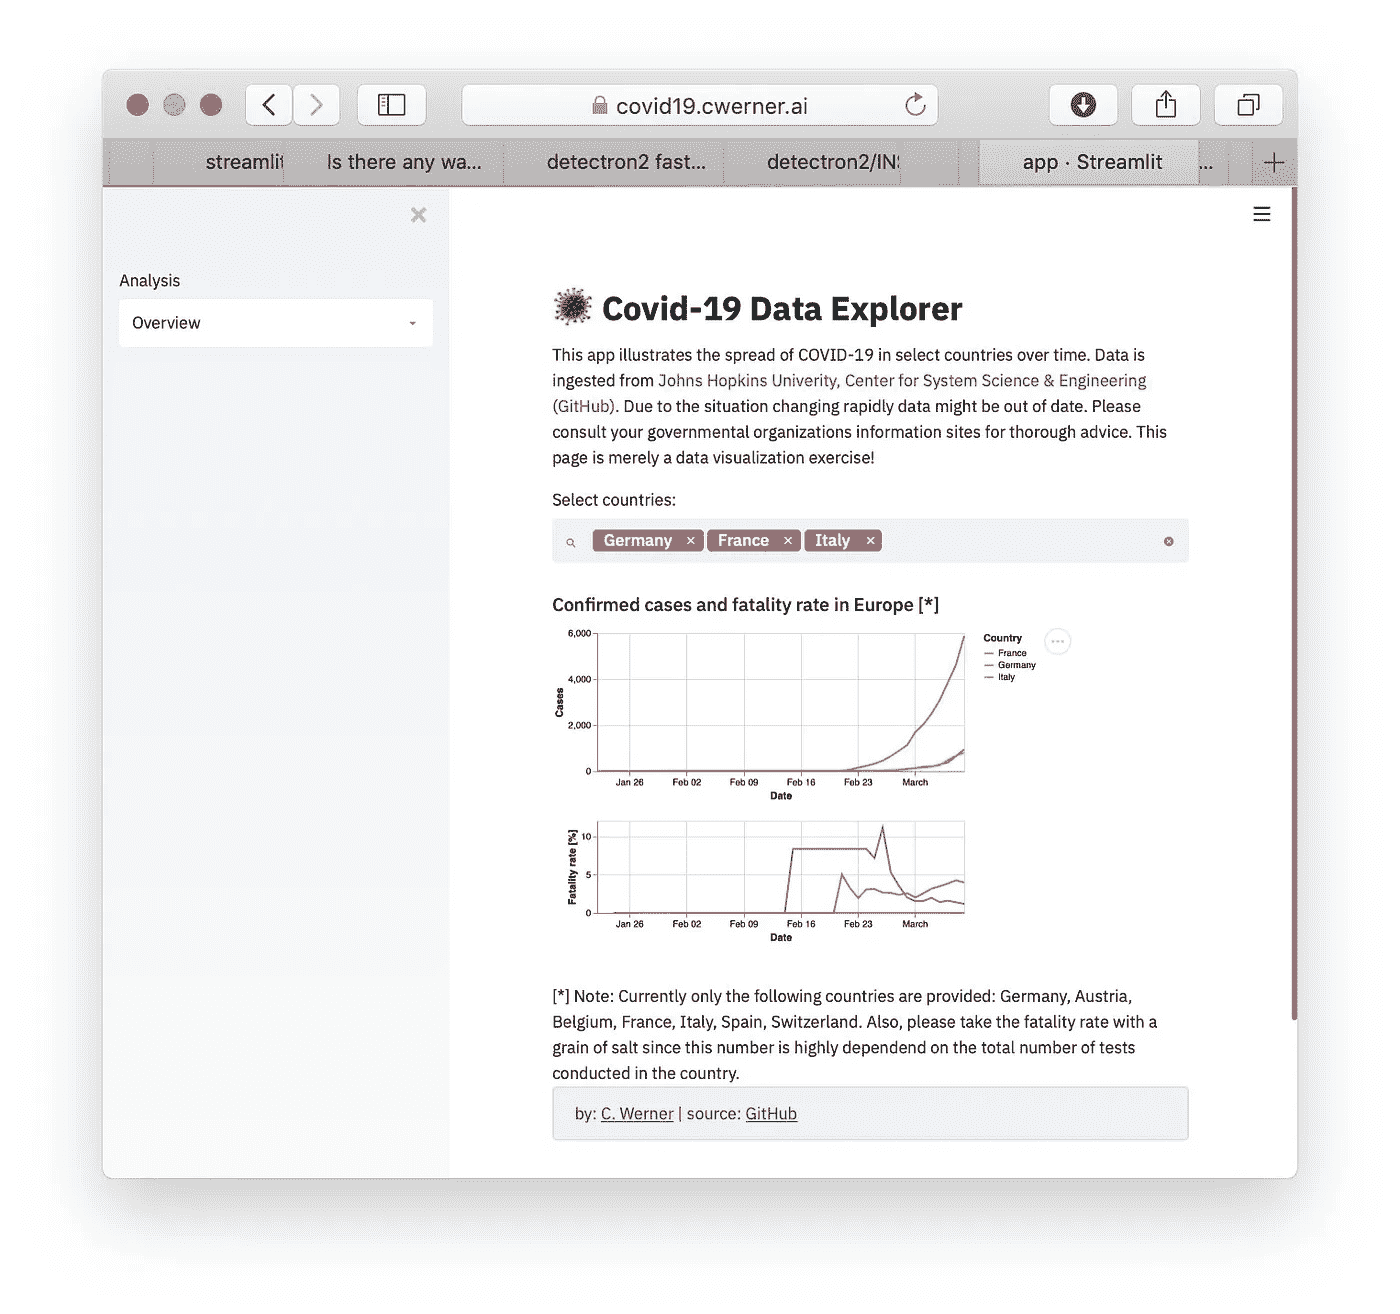 covid19.cwerner.ai
streamlit Is there any wa... detectron2 fast... detectron2/IN: app · Streamlit ...
Analysis
Overview
Covid-19 Data Explorer
This app illustrates the spread of COVID-19 in select countries over time. Data is
ingested from Johns Hopkins Univerity, Center for System Science & Engineering
(GitHub). Due to the situation changing rapidly data might be out of date. Please
consult your governmental organizations information sites for thorough advice. This
page is merely a data visualization exercise!
Select countries:
Germany × France × Italy ×
Confirmed cases and fatality rate in Europe [*]
6,000
4,000
2,000
0
Cases
Jan 26 Feb 02 Feb 09 Feb 16 Feb 23 March
Date
Country
France
Germany
Italy
10
5
0
Fatality rate [%]
Jan 26 Feb 02 Feb 09 Feb 16 Feb 23 March
Date
[*] Note: Currently only the following countries are provided: Germany, Austria,
Belgium, France, Italy, Spain, Switzerland. Also, please take the fatality rate with a
grain of salt since this number is highly dependend on the total number of tests
conducted in the country.
by: C. Werner | source: GitHub